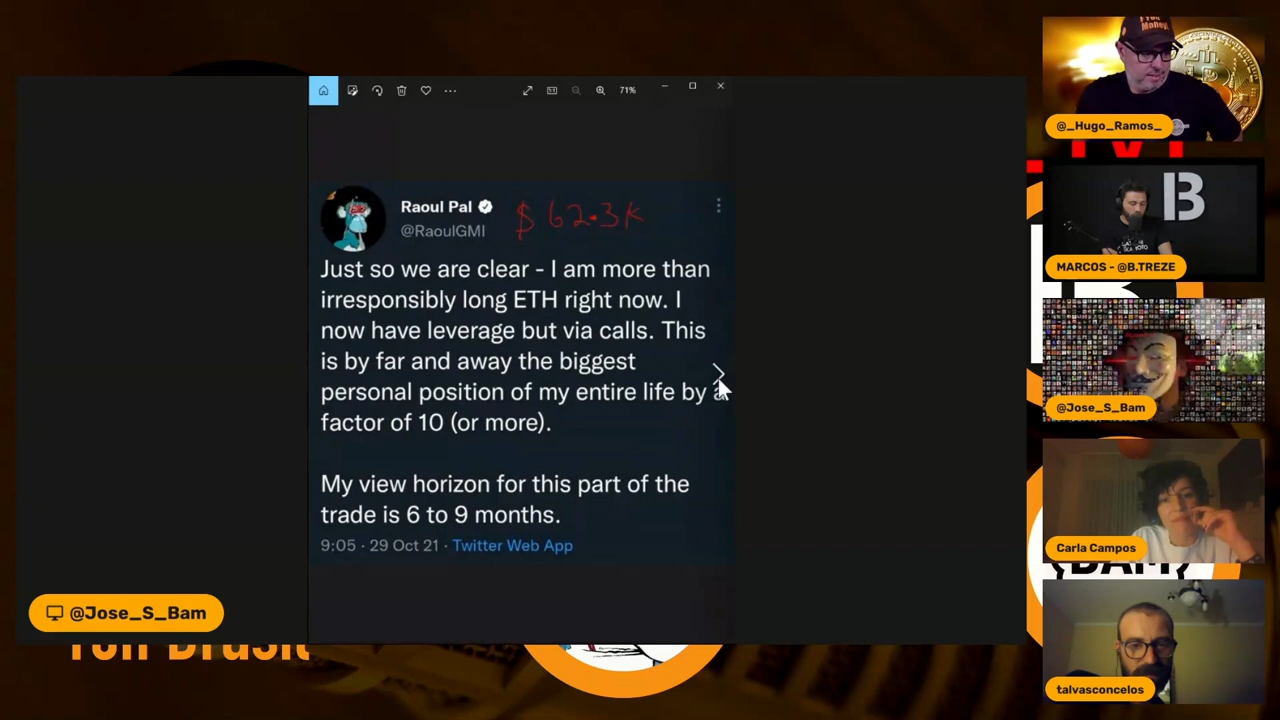 71%
Raoul Pal
$ 62.3K
@RaoulGMI
Just so we are clear - I am more than
irresponsibly long ETH right now. I
now have leverage but via calls. This
is by far and away the biggest
personal position of my entire life by a
factor of 10 (or more).
My view horizon for this part of the
trade is 6 to 9 months.
9:05 · 29 Oct 21 · Twitter Web App
@Jose_S_Bam
@_Hugo_Ramos_
B
MARCOS - @B.TREZE
@Jose_S_Bam
Carla Campos
talvasconcelos